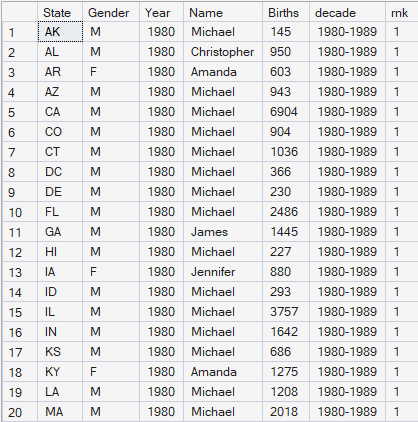 State Gender Year Name Births decade rnk
1 AK M 1980 Michael 145 1980-1989 1
2 AL M 1980 Christopher 950 1980-1989 1
3 AR F 1980 Amanda 603 1980-1989 1
4 AZ M 1980 Michael 943 1980-1989 1
5 CA M 1980 Michael 6904 1980-1989 1
6 CO M 1980 Michael 904 1980-1989 1
7 CT M 1980 Michael 1036 1980-1989 1
8 DC M 1980 Michael 366 1980-1989 1
9 DE M 1980 Michael 230 1980-1989 1
10 FL M 1980 Michael 2486 1980-1989 1
11 GA M 1980 James 1445 1980-1989 1
12 HI M 1980 Michael 227 1980-1989 1
13 IA F 1980 Jennifer 880 1980-1989 1
14 ID M 1980 Michael 293 1980-1989 1
15 IL M 1980 Michael 3757 1980-1989 1
16 IN M 1980 Michael 1642 1980-1989 1
17 KS M 1980 Michael 686 1980-1989 1
18 KY F 1980 Amanda 1275 1980-1989 1
19 LA M 1980 Michael 1208 1980-1989 1
20 MA M 1980 Michael 2018 1980-1989 1